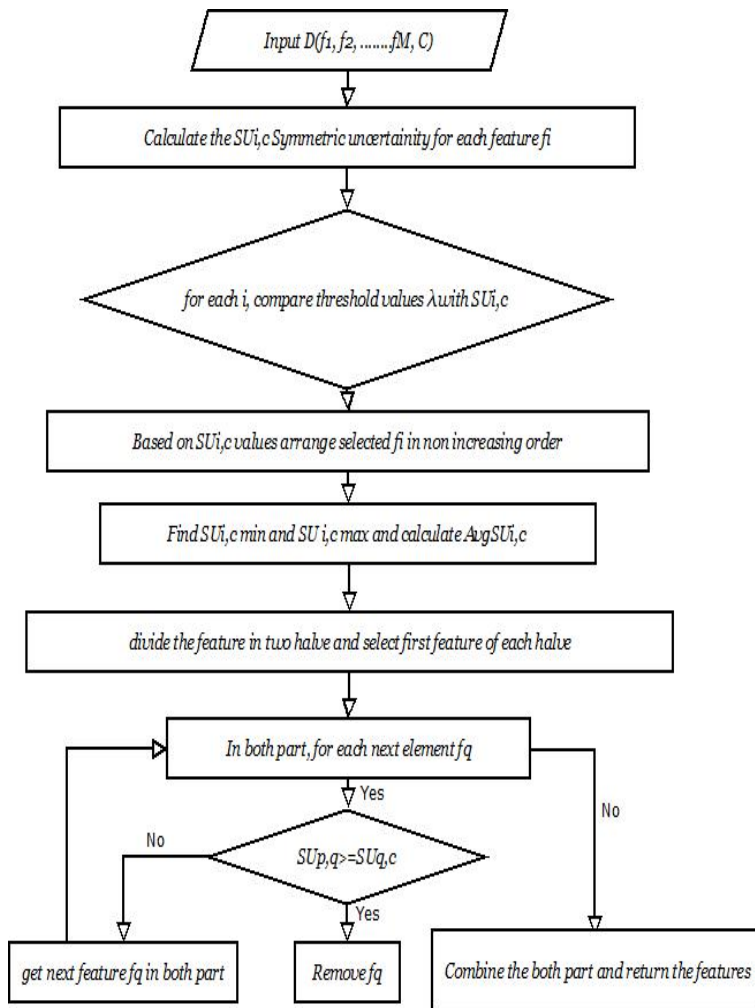 Input D(f1, f2, ........fM, C)
Calculate the SUi,c Symmetric uncertainity for each feature fi
for each i, compare threshold values λ with SUi,c
Based on SUi,c values arrange selected fi in non increasing order
Find SUi,c min and SU i,c max and calculate AvgSUi,c
divide the feature in two halve and select first feature of each halve
In both part, for each next element fq
Yes
No
No
SUp,q>=SUq,c
Yes
get next feature fq in both part
Remove fq
Combine the both part and return the features